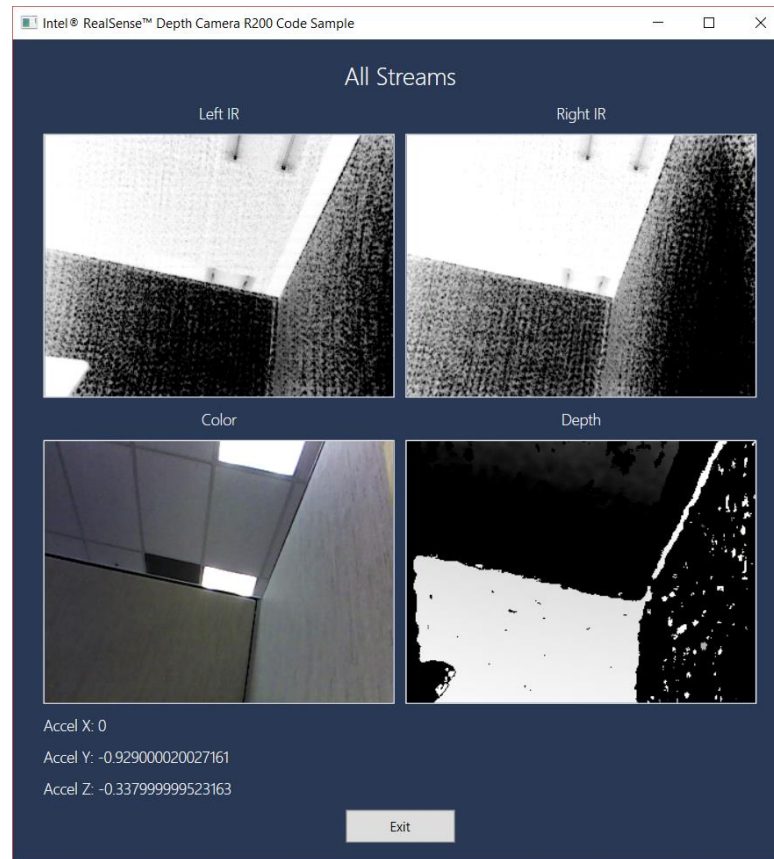 Intel® RealSense™ Depth Camera R200 Code Sample
All Streams
Left IR
Right IR
Color
Depth
Accel X: 0
Accel Y: -0.929000020027161
Accel Z: -0.337999999523163
Exit